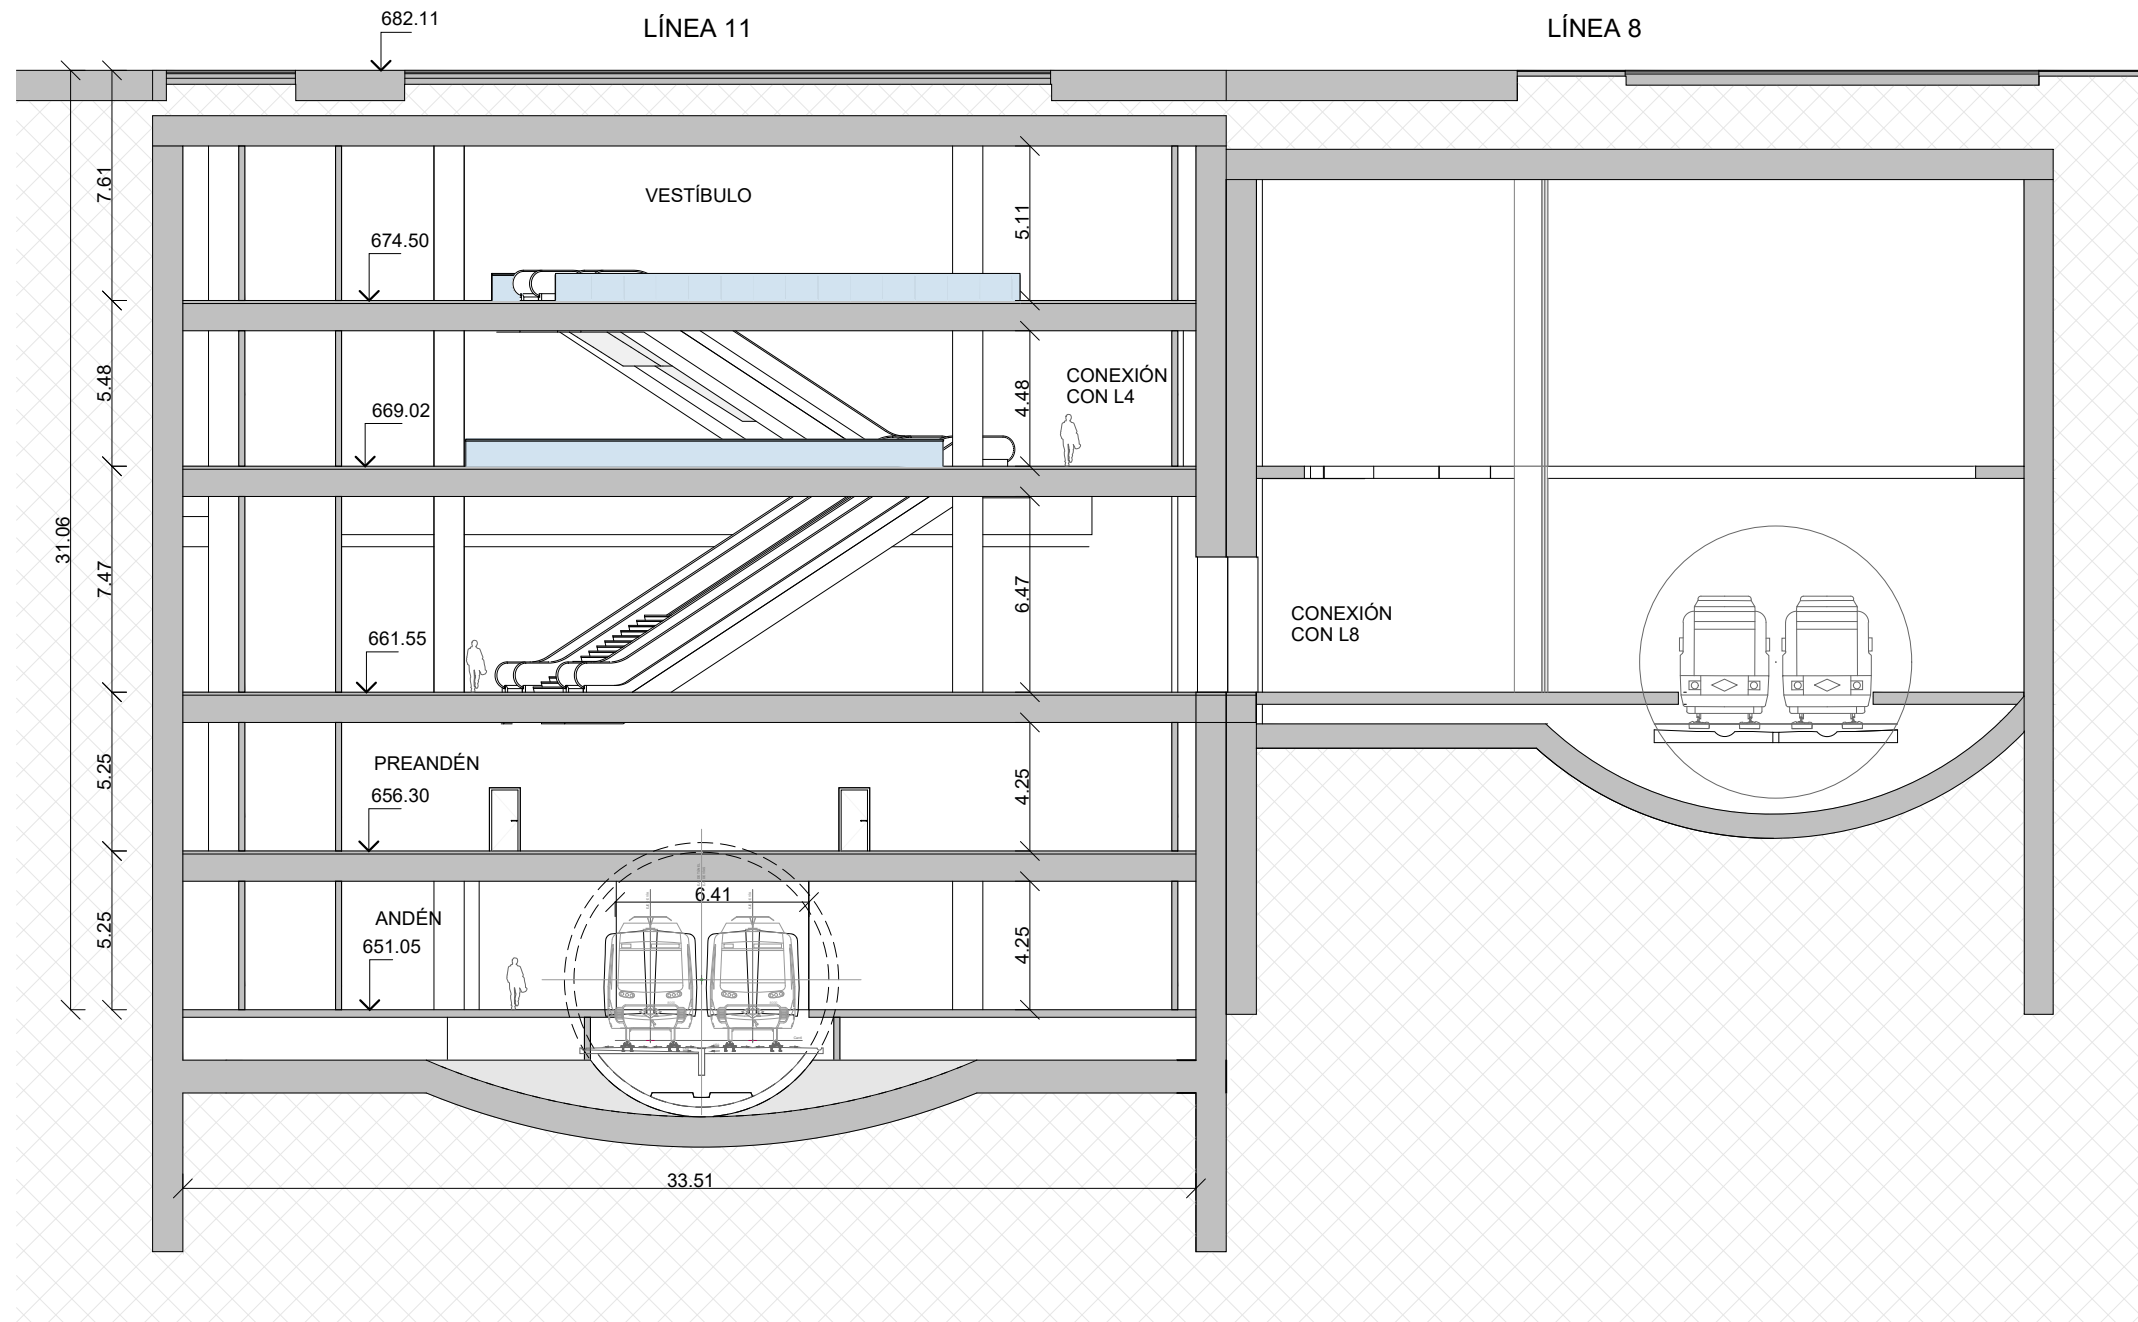 682.11
LÍNEA 11
LÍNEA 8
7.61
VESTÍBULO
5.11
674.50
5.48
CONEXIÓN
CON L4
4.48
669.02
31.06
7.47
6.47
CONEXIÓN
CON L8
661.55
5.25
PREANDÉN
4.25
656.30
6.41
5.25
ANDÉN
651.05
4.25
33.51